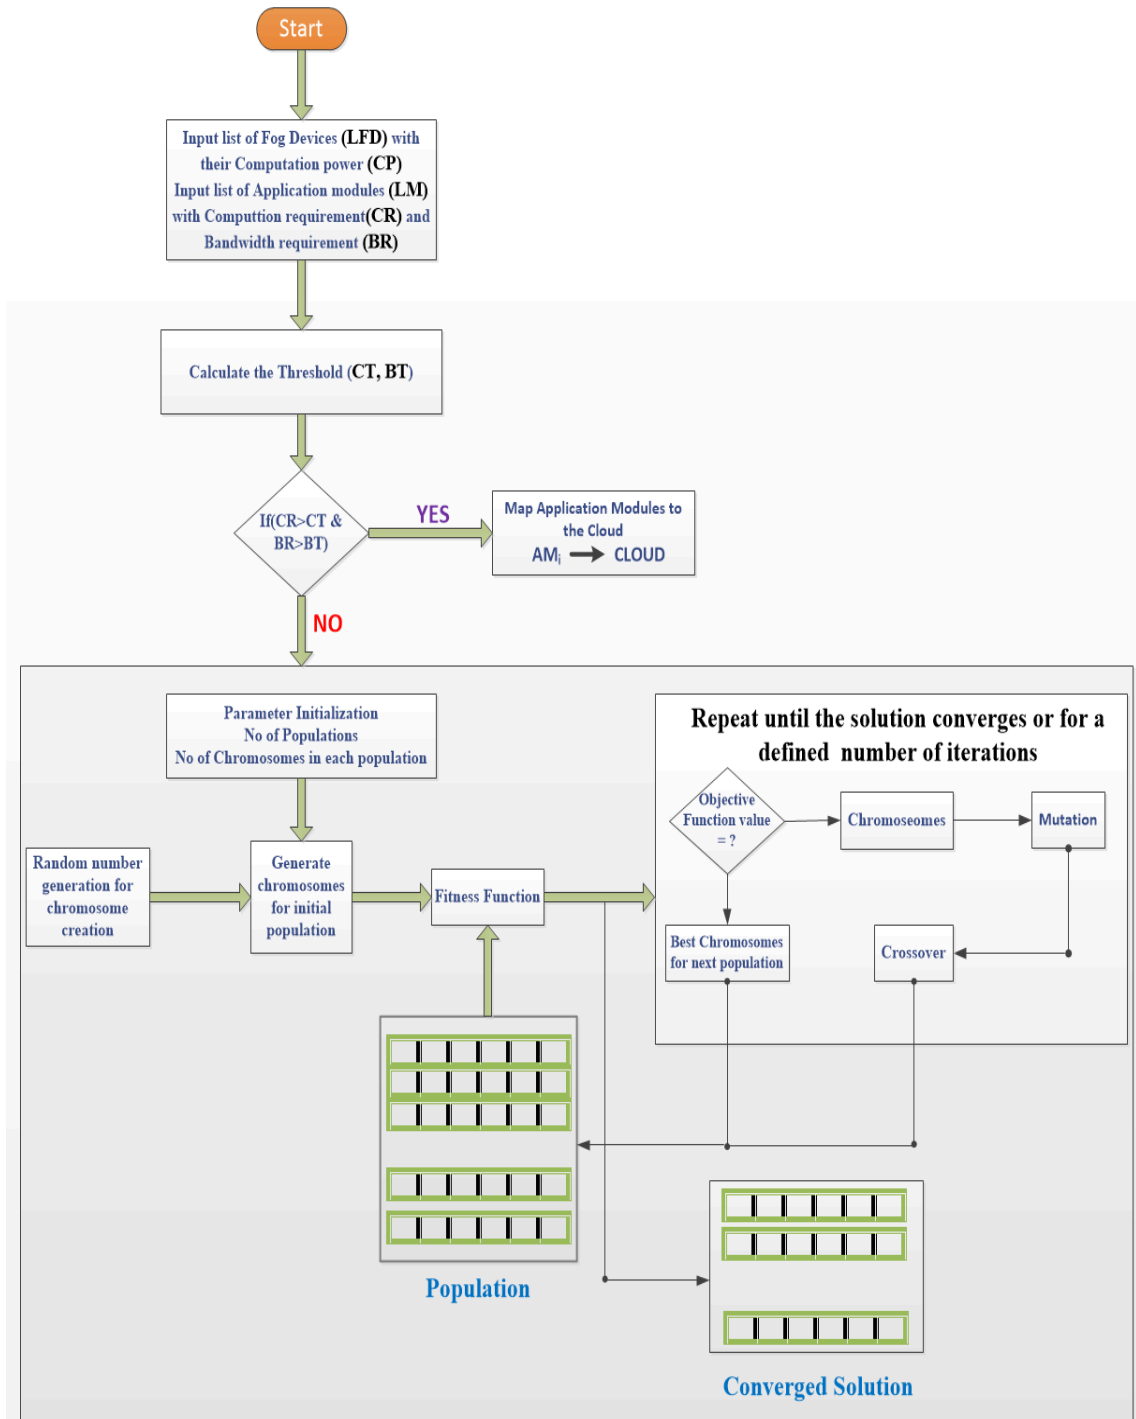 Start
Input list of Fog Devices (LFD) with
their Computation power (CP)
Input list of Application modules (LM)
with Computtion requirement(CR) and
Bandwidth requirement (BR)
Calculate the Threshold (CT, BT)
If(CR>CT &
BR>BT)
YES
Map Application Modules to
the Cloud
AMi → CLOUD
NO
Parameter Initialization
No of Populations
No of Chromosomes in each population
Repeat until the solution converges or for a
defined number of iterations
Objective
Function value
= ?
Chromoseomes
Mutation
Random number
generation for
chromosome
creation
Generate
chromosomes
for initial
population
Fitness Function
Best Chromosomes
for next population
Crossover
Population
Converged Solution